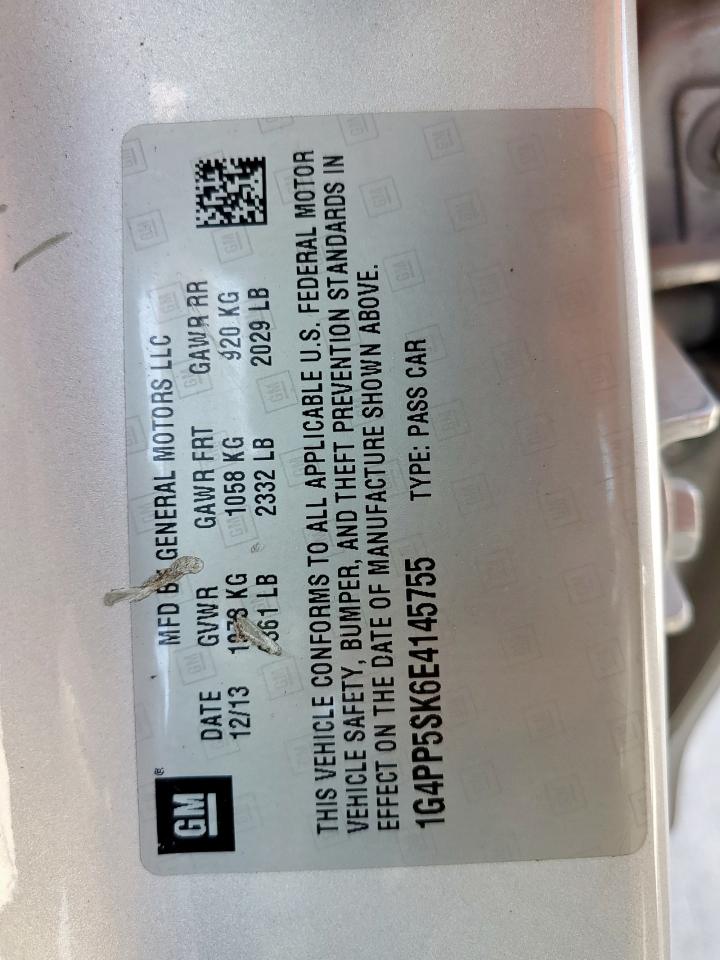 GM®
MFD BY GENERAL MOTORS LLC
DATE GVWR GAWR FRT GAWR RR
12/13 KG 1058 KG 920 KG
LB 2332 LB 2029 LB
THIS VEHICLE CONFORMS TO ALL APPLICABLE U.S. FEDERAL MOTOR
VEHICLE SAFETY, BUMPER, AND THEFT PREVENTION STANDARDS IN
EFFECT ON THE DATE OF MANUFACTURE SHOWN ABOVE.
1G4PP5SK6E4145755 TYPE: PASS CAR